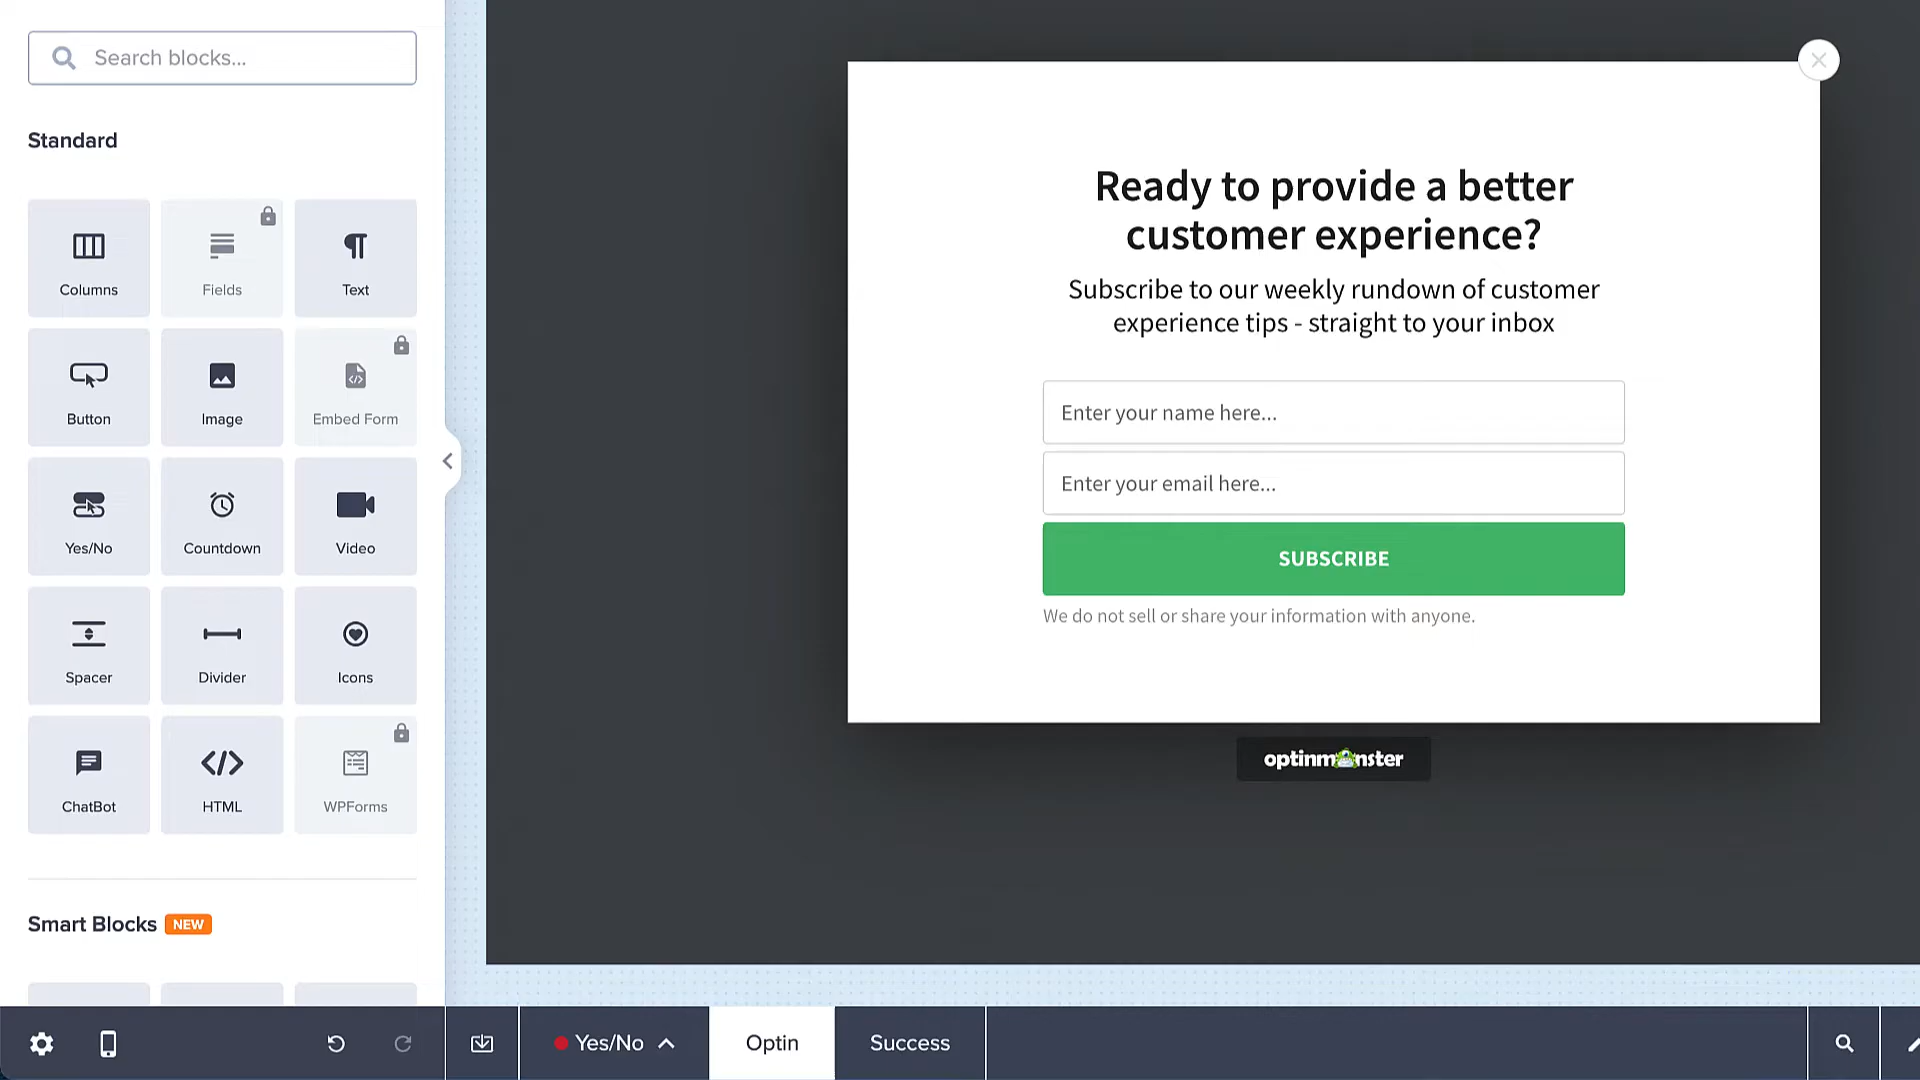 Search blocks...
Standard
Columns
Fields
Text
Button
Image
Embed Form
Yes/No
Countdown
Video
Spacer
Divider
Icons
ChatBot
HTML
WPForms
Smart Blocks NEW
Ready to provide a better
customer experience?
Subscribe to our weekly rundown of customer
experience tips - straight to your inbox
Enter your name here...
Enter your email here...
SUBSCRIBE
We do not sell or share your information with anyone.
optinmonster
Yes/No
Optin
Success